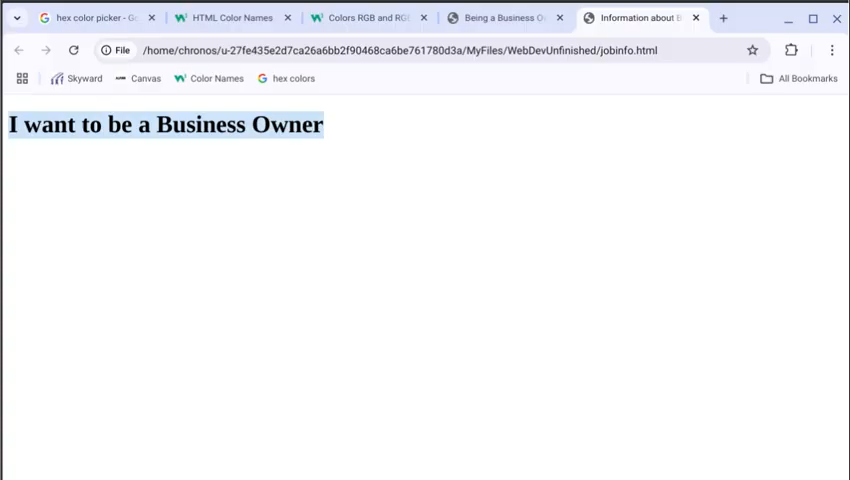 hex color picker - Go
HTML Color Names
Colors RGB and RG
Being a Business O
Information about B
File
/home/chronos/u-27fe435e2d7ca26a6bb2f90468ca6be761780d3a/MyFiles/WebDevUnfinished/jobinfo.html
Skyward
Canvas
Color Names
hex colors
All Bookmarks
I want to be a Business Owner